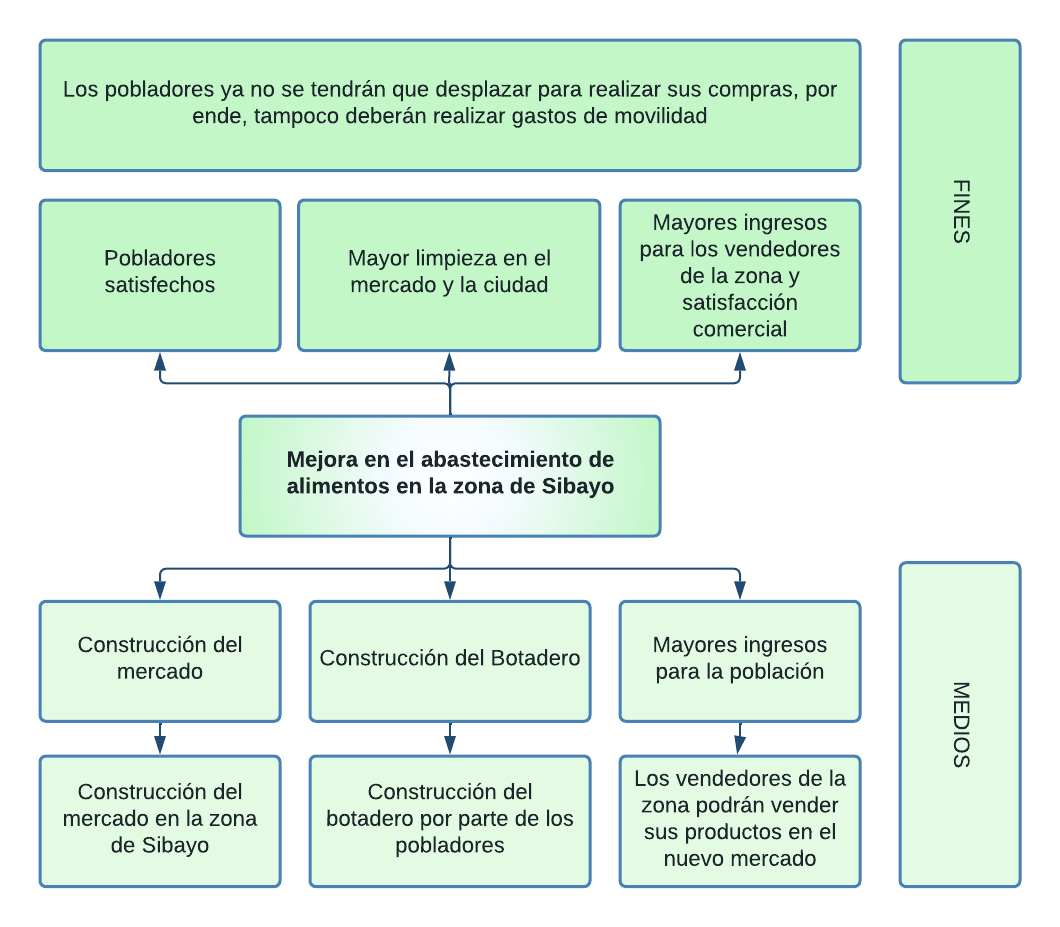 Los pobladores ya no se tendrán que desplazar para realizar sus compras, por
ende, tampoco deberán realizar gastos de movilidad
FINES
Pobladores
satisfechos
Mayor limpieza en el
mercado y la ciudad
Mayores ingresos
para los vendedores
de la zona y
satisfacción
comercial
Mejora en el abastecimiento de
alimentos en la zona de Sibayo
Construcción del
mercado
Construcción del Botadero
Mayores ingresos
para la población
MEDIOS
Construcción del
mercado en la zona
de Sibayo
Construcción del
botadero por parte de los
pobladores
Los vendedores de la
zona podrán vender
sus productos en el
nuevo mercado